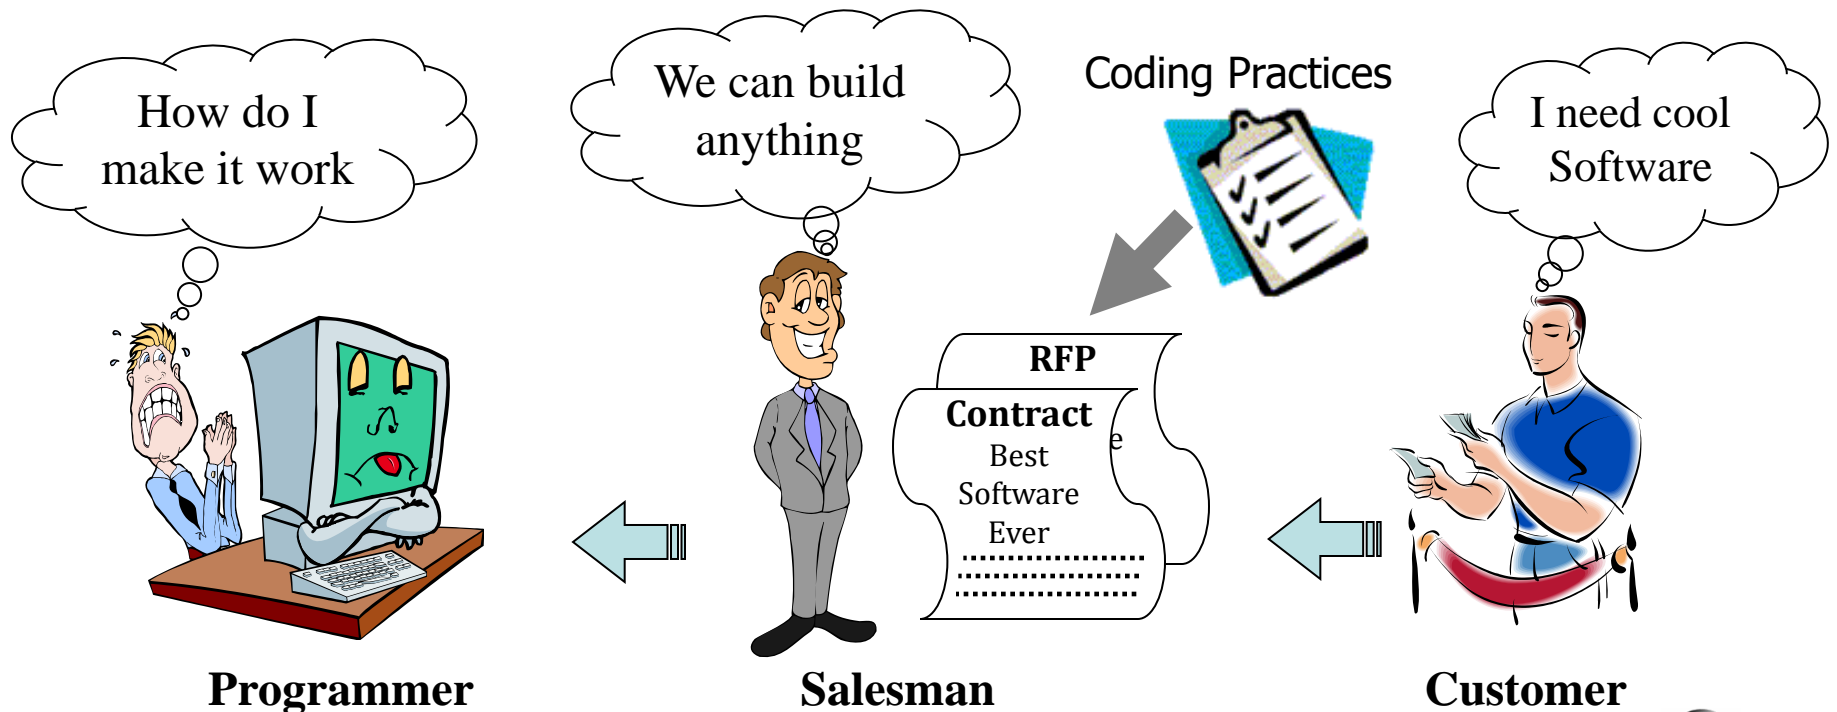 How do I
make it work
We can build
anything
Coding Practices
I need cool
Software
RFP
Contract
Best
Software
Ever
e
Programmer
Salesman
Customer